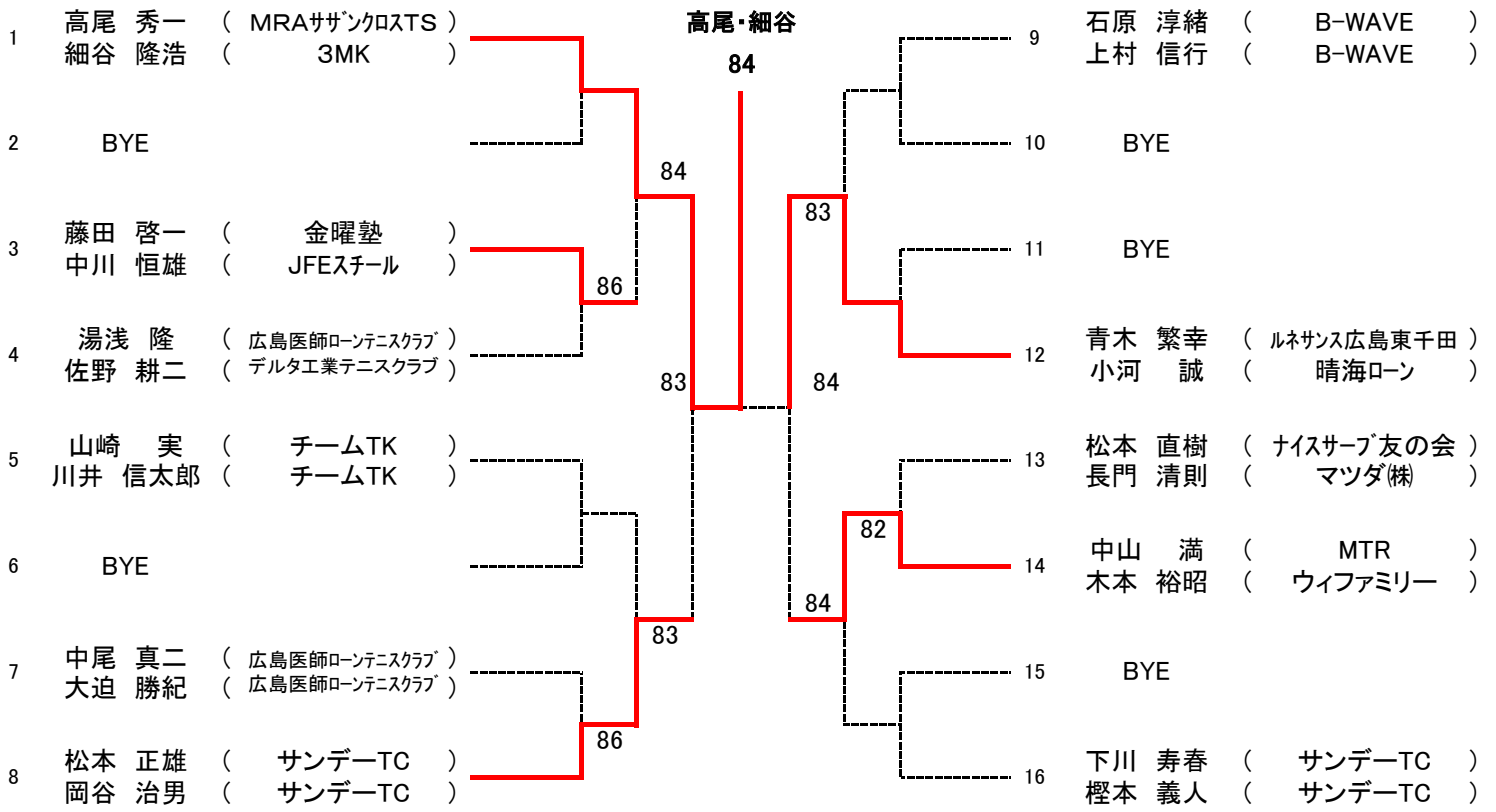 高尾・細谷
84
1 高尾 秀一 ( MRAサザンクロスTS )
細谷 隆浩 ( 3MK )
2 BYE
84
3 藤田 啓一 ( 金曜塾 )
中川 恒雄 ( JFEスチール )
86
4 湯浅 隆 ( 広島医師ローンテニスクラブ )
佐野 耕二 ( デルタ工業テニスクラブ )
83
5 山崎 実 ( チームTK )
川井 信太郎 ( チームTK )
6 BYE
83
7 中尾 真二 ( 広島医師ローンテニスクラブ )
大迫 勝紀 ( 広島医師ローンテニスクラブ )
86
8 松本 正雄 ( サンデーTC )
岡谷 治男 ( サンデーTC )
9 石原 淳緒 ( B-WAVE )
上村 信行 ( B-WAVE )
10 BYE
83
11 BYE
12 青木 繁幸 ( ルネサンス広島東千田 )
小河 誠 ( 晴海ローン )
84
13 松本 直樹 ( ナイスサーブ友の会 )
長門 清則 ( マツダ㈱ )
82
14 中山 満 ( MTR )
木本 裕昭 ( ウィファミリー )
84
15 BYE
16 下川 寿春 ( サンデーTC )
樫本 義人 ( サンデーTC )